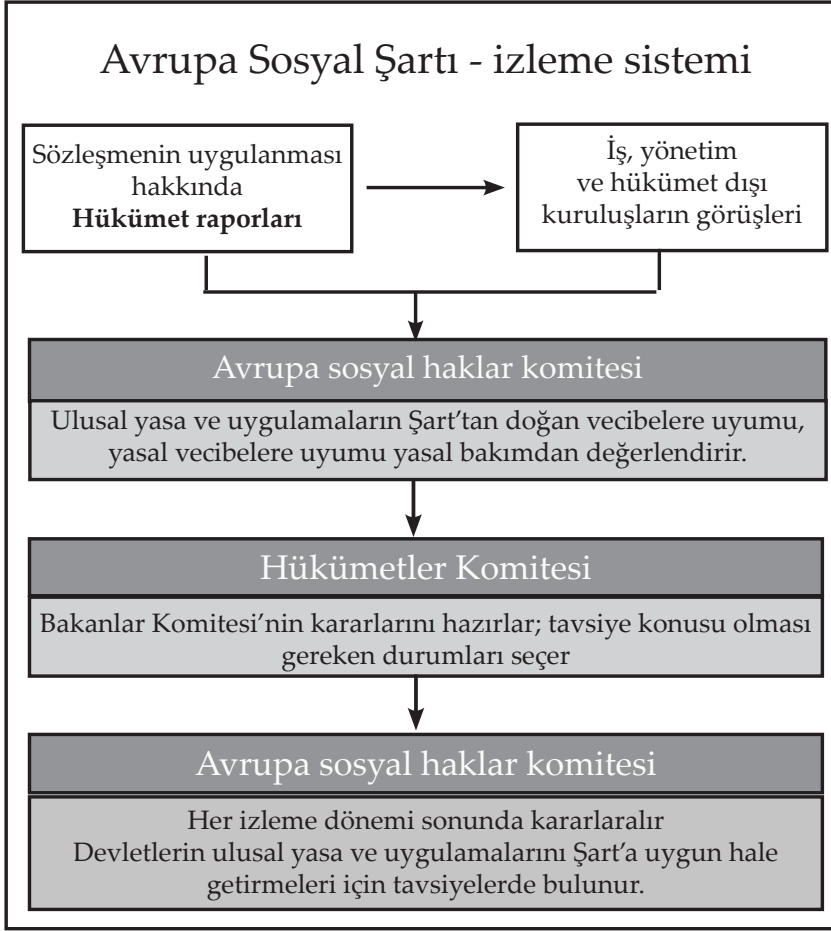 Avrupa Sosyal Şartı - izleme sistemi
Sözleşmenin uygulanması
hakkında
Hükümet raporları
İş, yönetim
ve hükümet dışı
kuruluşların görüşleri
Avrupa sosyal haklar komitesi
Ulusal yasa ve uygulamaların Şart’tan doğan vecibelere uyumu,
yasal vecibelere uyumu yasal bakımdan değerlendirir.
Hükümetler Komitesi
Bakanlar Komitesi’nin kararlarını hazırlar; tavsiye konusu olması
gereken durumları seçer
Avrupa sosyal haklar komitesi
Her izleme dönemi sonunda kararlaralır
Devletlerin ulusal yasa ve uygulamalarını Şart’a uygun hale
getirmeleri için tavsiyelerde bulunur.